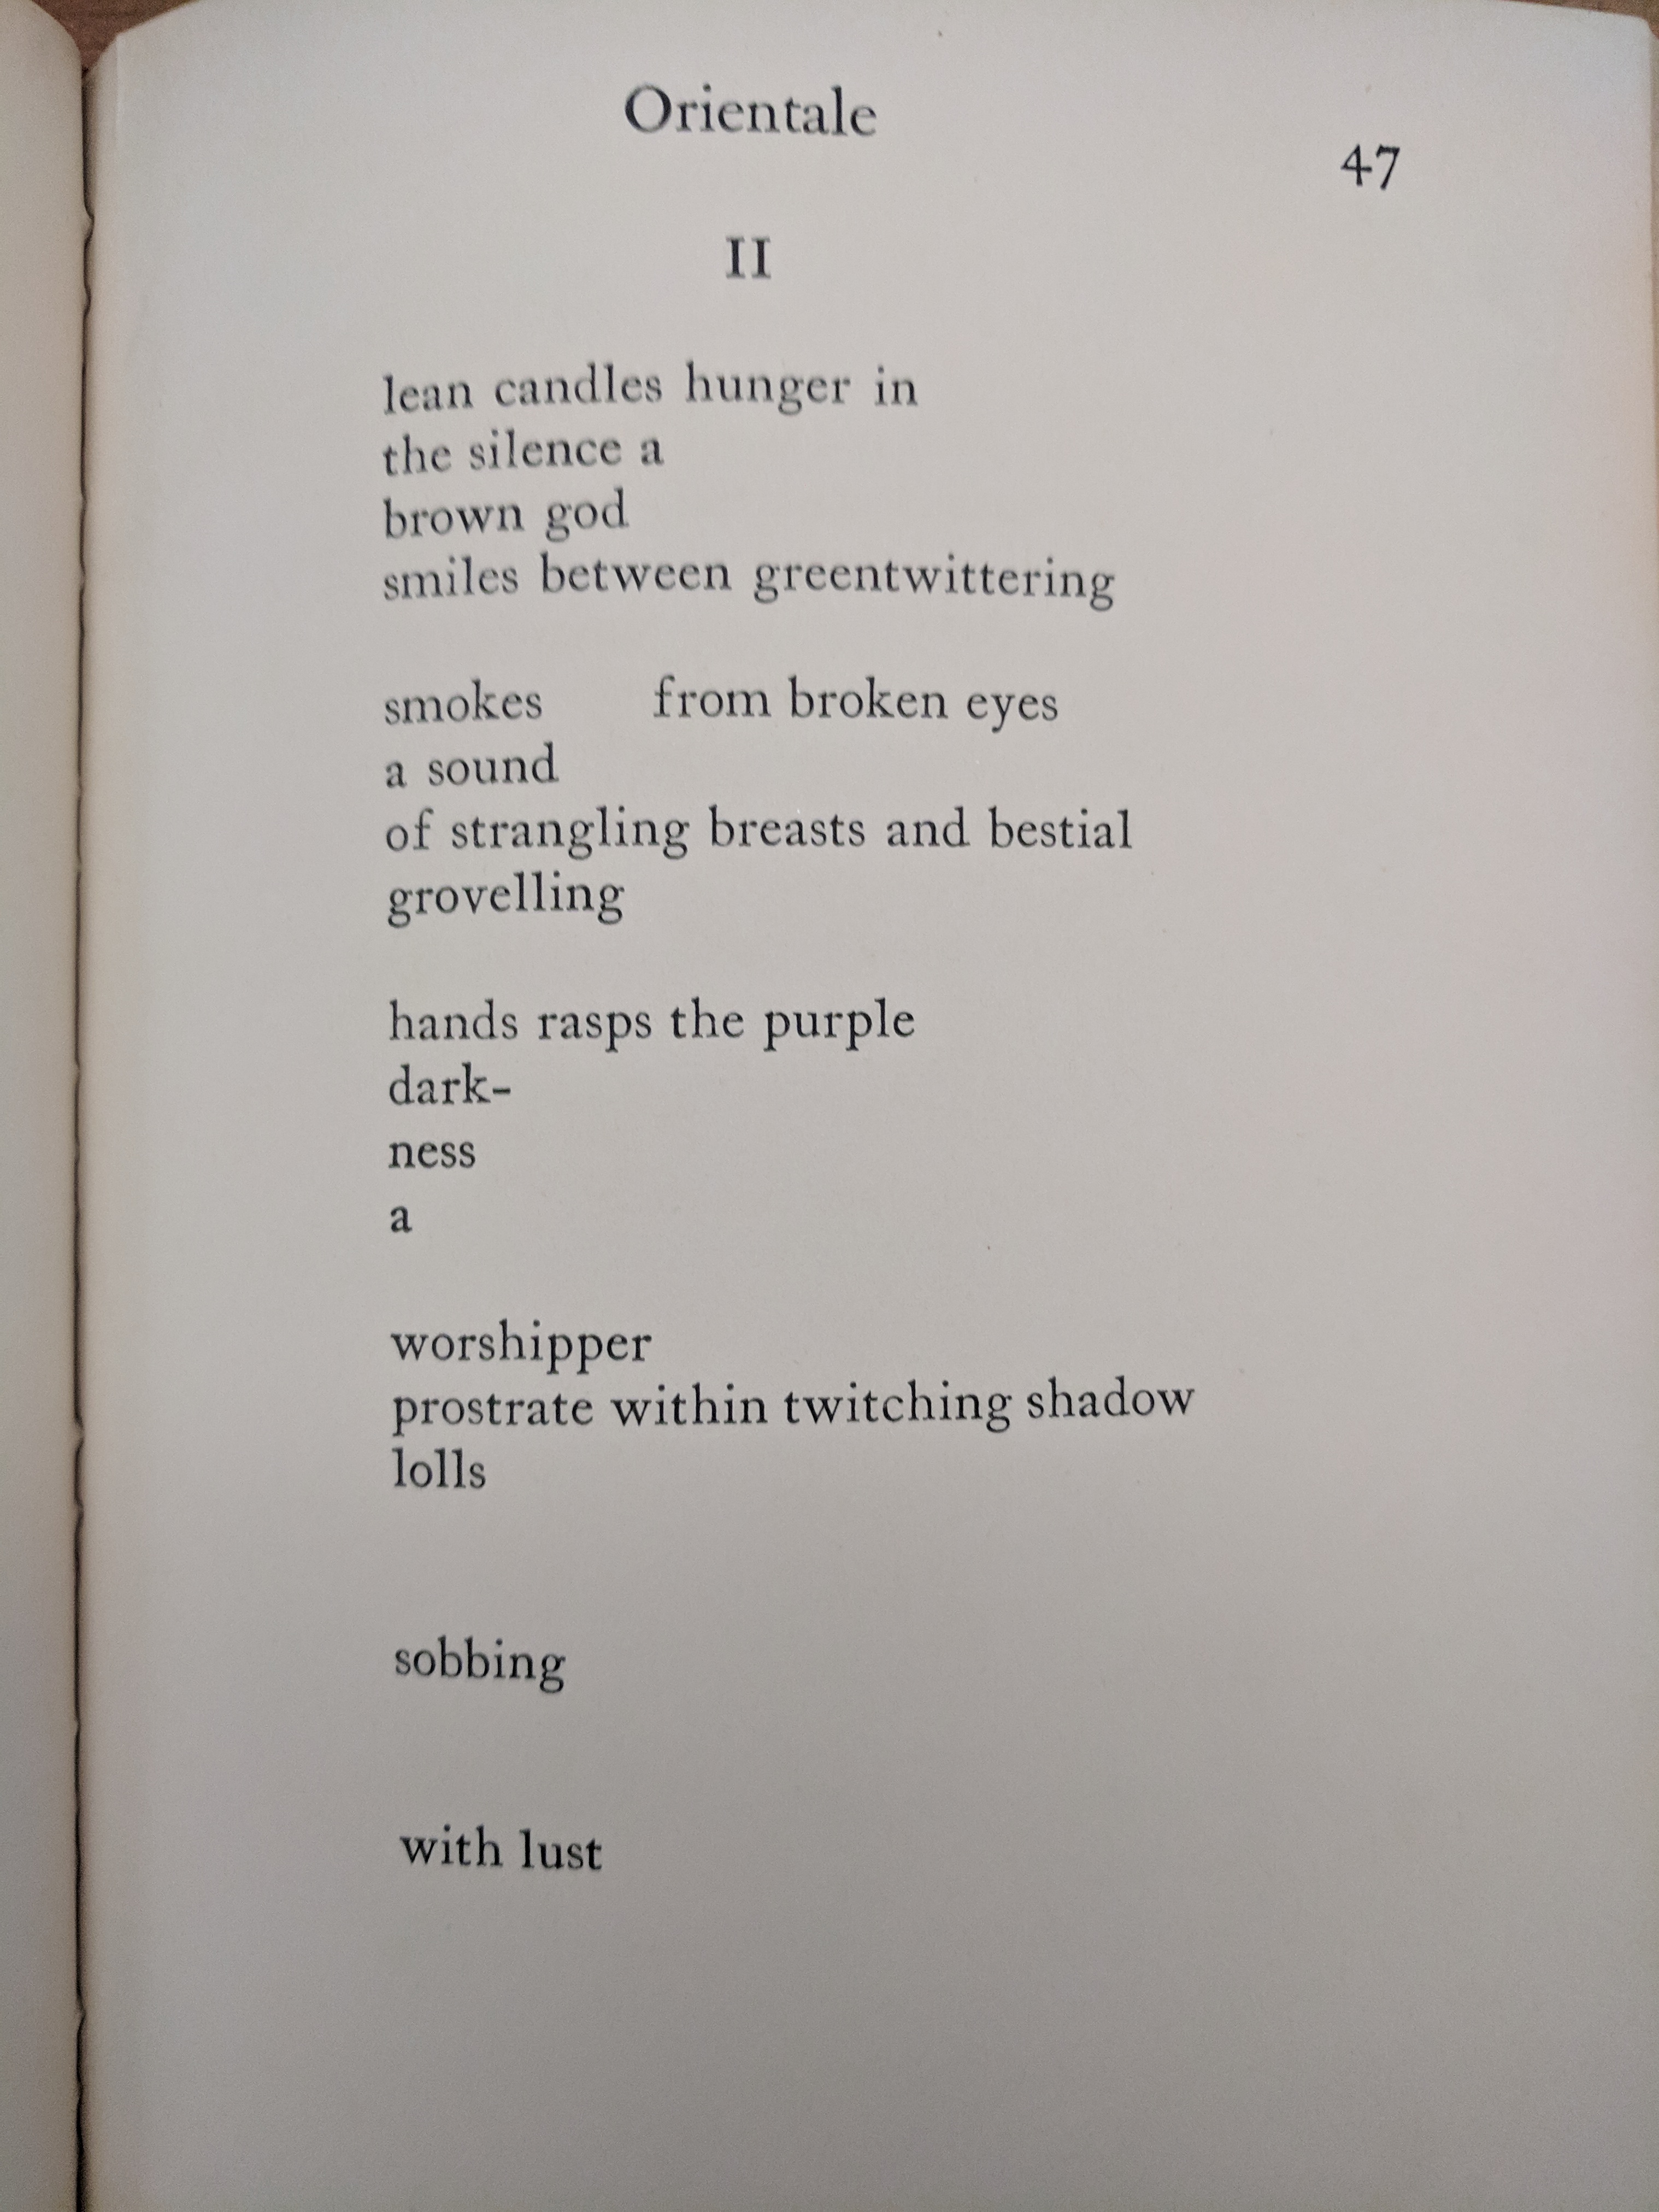 Orientale
47
II
lean candles hunger in
the silence a
brown god
smiles between greentwittering
smokes from broken eyes
a sound
of strangling breasts and bestial
grovelling
hands rasps the purple
dark-
ness
a
worshipper
prostrate within twitching shadow
lolls
sobbing
with lust